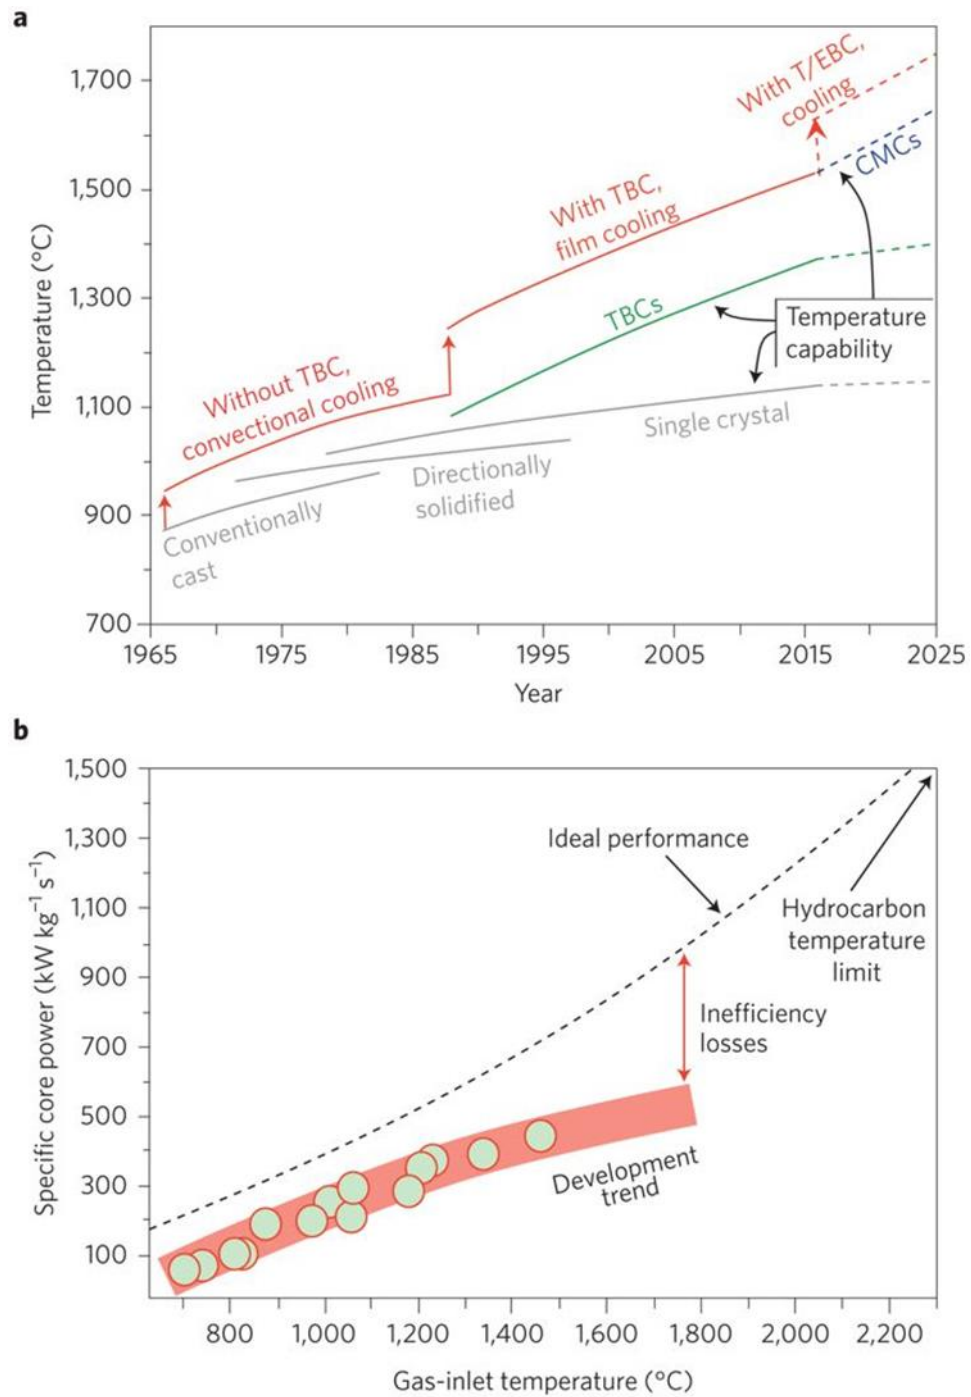 a
1,700
1,500
1,300
1,100
900
700
Temperature (°C)
With T/EBC,
cooling
CMCs
With TBC,
film cooling
TBCs
Temperature
capability
Without TBC,
convectional cooling
Single crystal
Directionally
solidified
Conventionally
cast
1965 1975 1985 1995 2005 2015 2025
Year
b
1,500
1,300
1,100
900
700
500
300
100
Specific core power (kW kg⁻¹ s⁻¹)
Ideal performance
Hydrocarbon
temperature
limit
Inefficiency
losses
Development
trend
800 1,000 1,200 1,400 1,600 1,800 2,000 2,200
Gas-inlet temperature (°C)